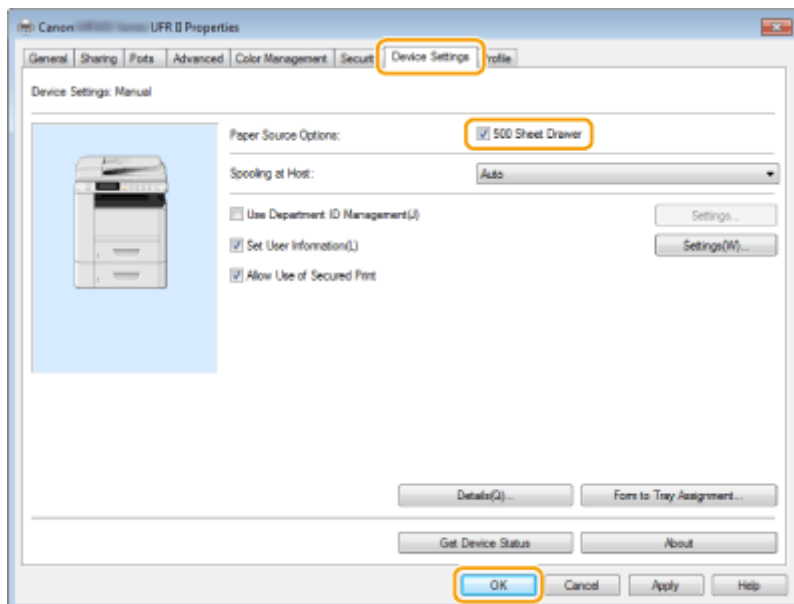 Canon UFR II Properties
General Sharing Ports Advanced Color Management Securit Device Settings rofile
Device Settings: Manual
Paper Source Options: 500 Sheet Drawer
Spooling at Host: Auto
Use Department ID Management(J) Settings...
Set User Information(L) Settings(W)...
Allow Use of Secured Print
Details(Q)... Form to Tray Assignment...
Get Device Status About
OK Cancel Apply Help